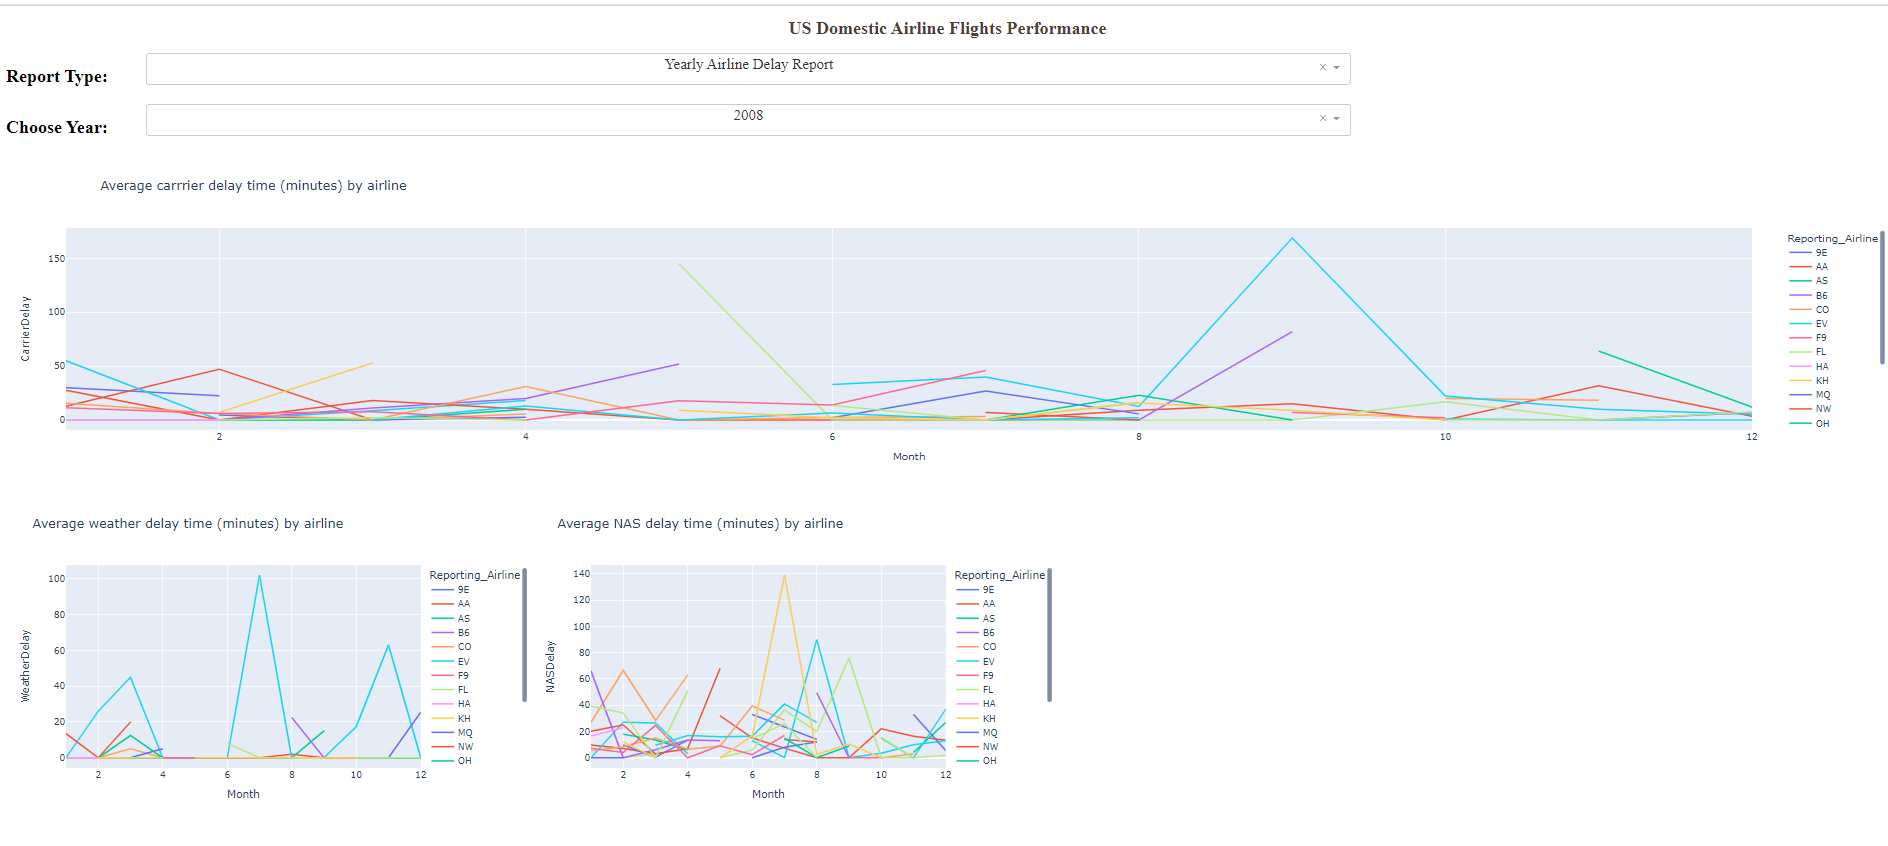 US Domestic Airline Flights Performance
Report Type:
Yearly Airline Delay Report
× 
Choose Year:
2008
× 
Average carrrier delay time (minutes) by airline
CarrierDelay
150
100
50
0
2 4 6 8 10 12
Month
Reporting_Airline
9E
AA
AS
B6
CO
EV
F9
FL
HA
KH
MQ
NW
OH
Average weather delay time (minutes) by airline
WeatherDelay
100
80
60
40
20
0
2 4 6 8 10 12
Month
Reporting_Airline
9E
AA
AS
B6
CO
EV
F9
FL
HA
KH
MQ
NW
OH
Average NAS delay time (minutes) by airline
NASDelay
140
120
100
80
60
40
20
0
2 4 6 8 10 12
Month
Reporting_Airline
9E
AA
AS
B6
CO
EV
F9
FL
HA
KH
MQ
NW
OH